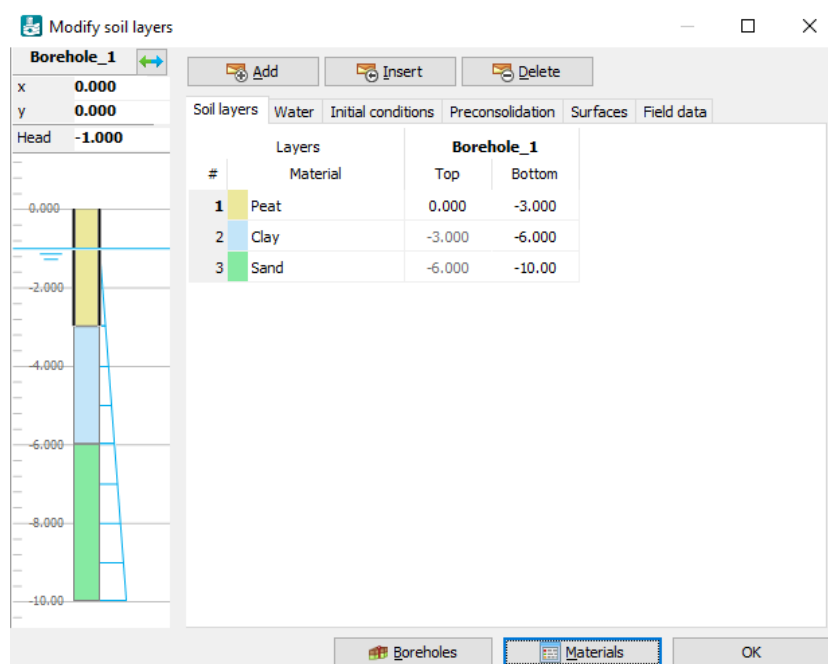 Modify soil layers
Borehole_1
x 0.000
y 0.000
Head -1.000
0.000
-2.000
-4.000
-6.000
-8.000
-10.00
Add Insert Delete
Soil layers Water Initial conditions Preconsolidation Surfaces Field data
Layers Borehole_1
# Material Top Bottom
1 Peat 0.000 -3.000
2 Clay -3.000 -6.000
3 Sand -6.000 -10.00
Boreholes Materials OK